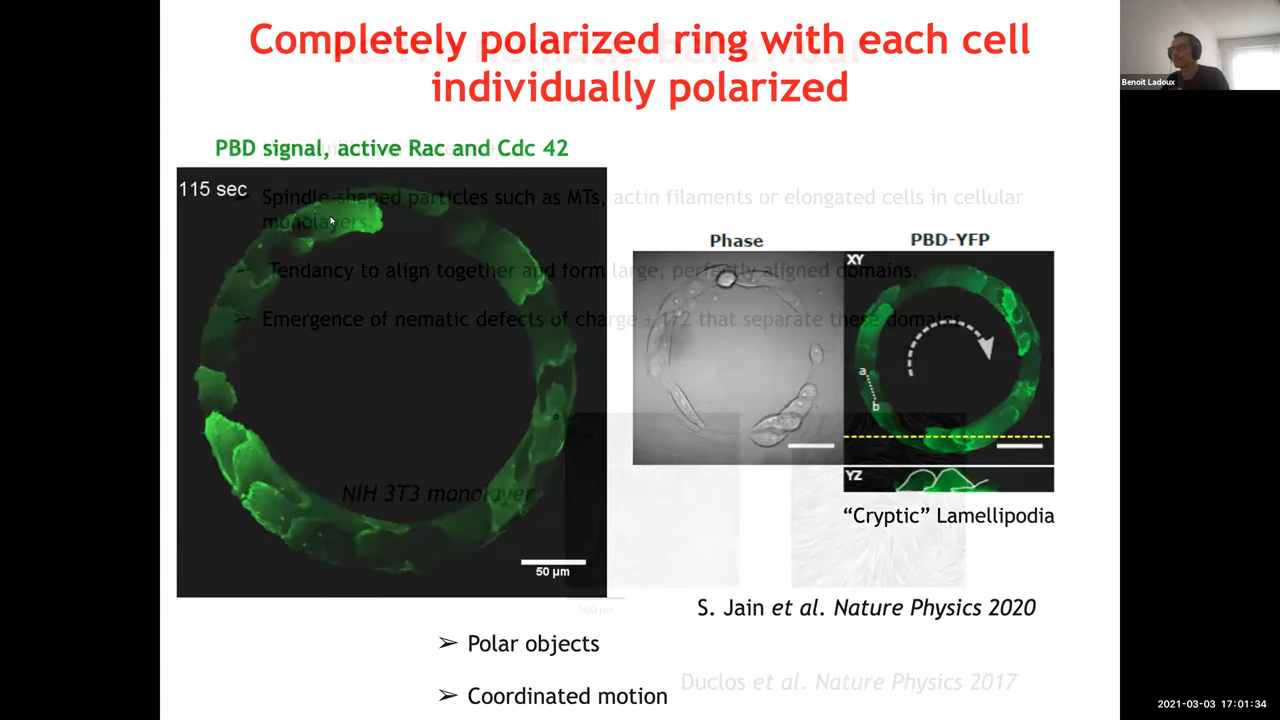 Completely polarized ring with each cell
individually polarized
PBD signal, active Rac and Cdc 42
115 sec
Spindle-shaped particles such as MTs, actin filaments or elongated cells in cellular
monolayers.
Tendancy to align together and form large, perfectly aligned domains.
Emergence of nematic defects of charge ± 1/2 that separate these domains
NIH 3T3 monolayer
50 µm
Phase
PBD-YFP
XY
a
b
YZ
“Cryptic” Lamellipodia
500 µm
S. Jain et al. Nature Physics 2020
➢ Polar objects
➢ Coordinated motion
Duclos et al. Nature Physics 2017
Benoit Ladoux
2021-03-03 17:01:34